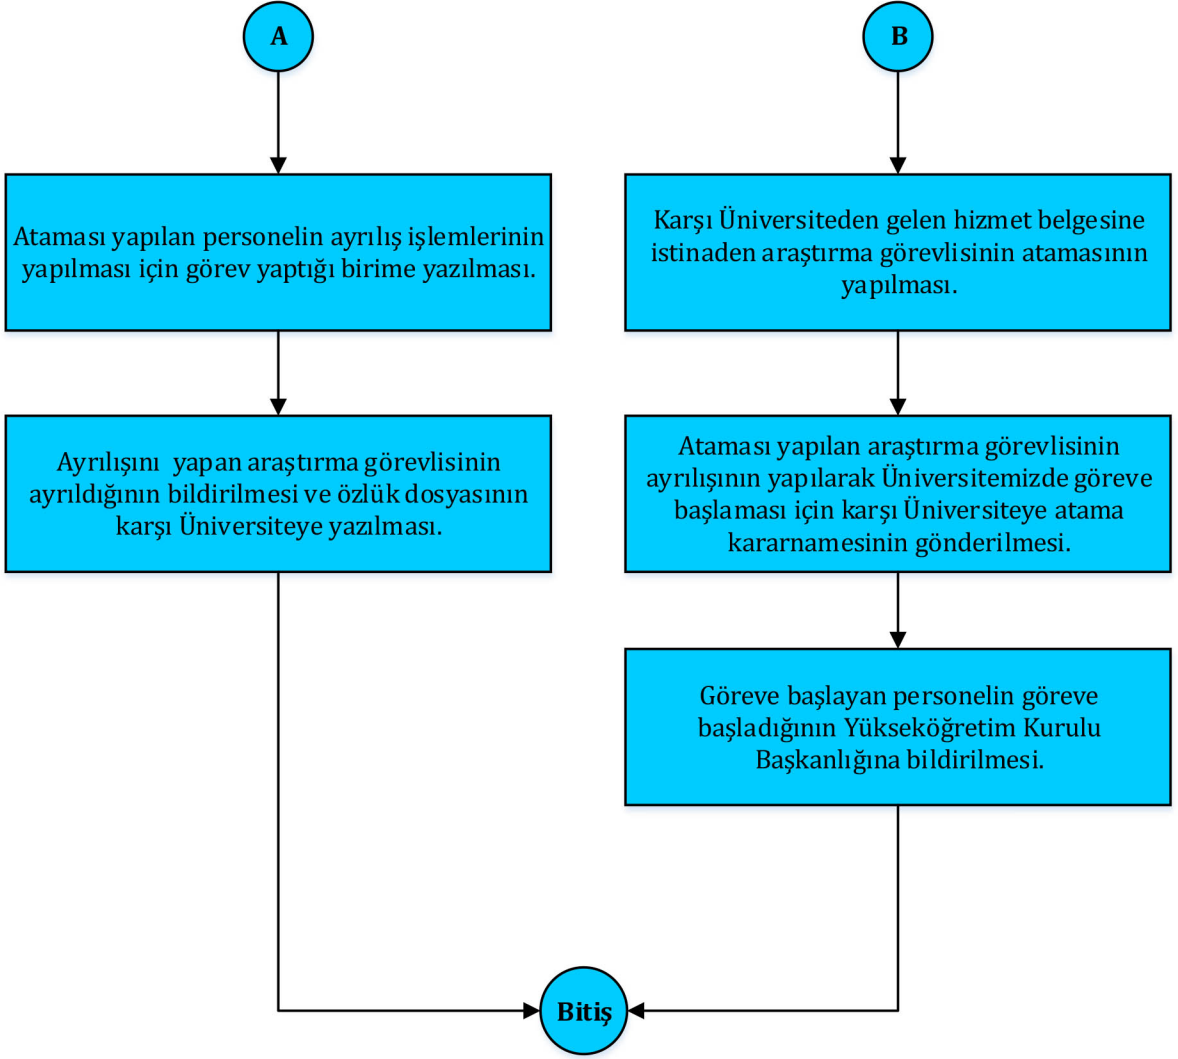 A
Ataması yapılan personelin ayrılış işlemlerinin
yapılması için görev yaptığı birime yazılması.
Ayrılışını yapan araştırma görevlisinin
ayrıldığının bildirilmesi ve özlük dosyasının
karşı Üniversiteye yazılması.
B
Karşı Üniversiteden gelen hizmet belgesine
istinaden araştırma görevlisinin atamasının
yapılması.
Ataması yapılan araştırma görevlisinin
ayrılışının yapılarak Üniversitemizde göreve
başlaması için karşı Üniversiteye atama
kararnamesinin gönderilmesi.
Göreve başlayan personelin göreve
başladığının Yükseköğretim Kurulu
Başkanlığına bildirilmesi.
Bitiş